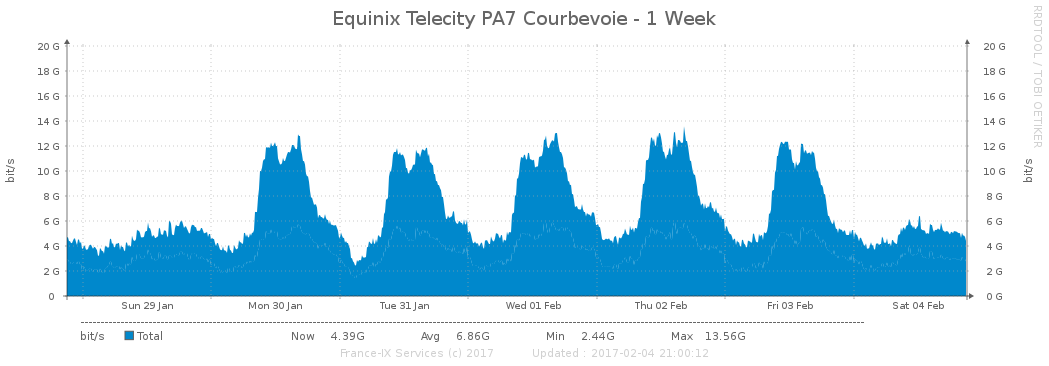 Equinix Telecity PA7 Courbevoie - 1 Week
RRDTOOL / TOBI OETIKER
bit/s
bit/s
20 G 20 G
18 G 18 G
16 G 16 G
14 G 14 G
12 G 12 G
10 G 10 G
8 G 8 G
6 G 6 G
4 G 4 G
2 G 2 G
0 0 G
Sun 29 Jan Mon 30 Jan Tue 31 Jan Wed 01 Feb Thu 02 Feb Fri 03 Feb Sat 04 Feb
bit/s Total Now 4.39G Avg 6.86G Min 2.44G Max 13.56G
France-IX Services (c) 2017 Updated : 2017-02-04 21:00:12